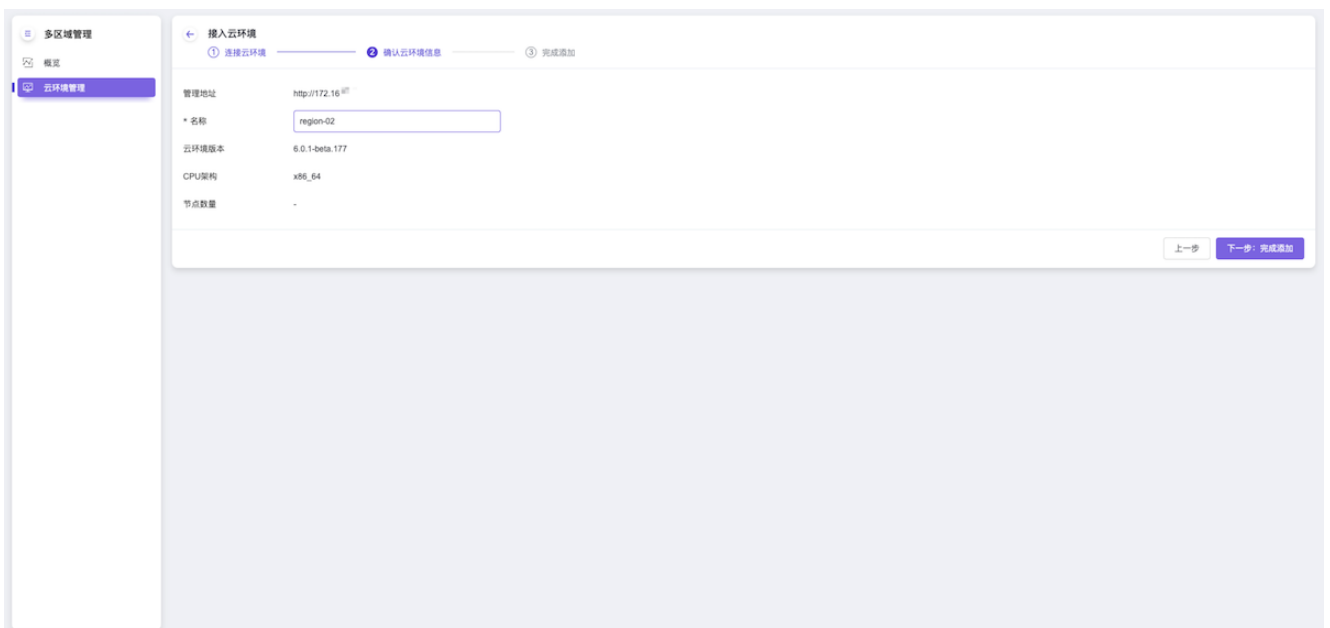 多区域管理
概览
云环境管理
接入云环境
1 连接云环境 2 确认云环境信息 3 完成添加
管理地址 http://172.16
* 名称 region-02
云环境版本 6.0.1-beta.177
CPU架构 x86_64
节点数量 -
上一步 下一步：完成添加